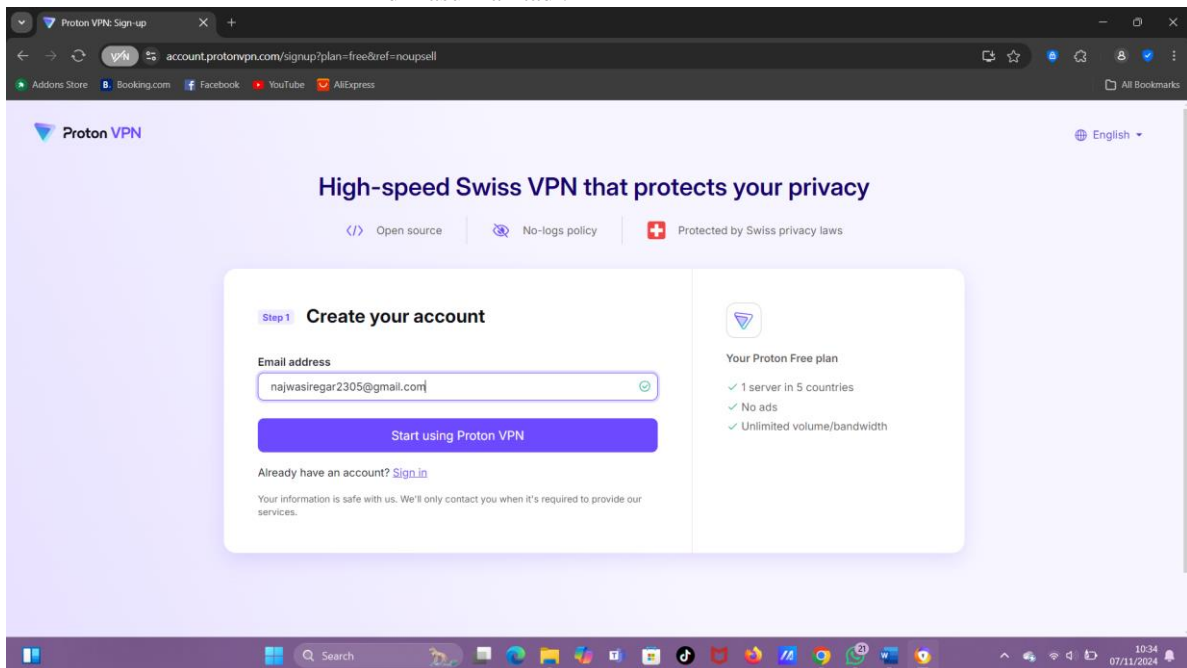 Proton VPN: Sign-up
VPN
account.protonvpn.com/signup?plan=free&ref=noupsell
Addons Store
B. Booking.com
Facebook
YouTube
AliExpress
All Bookmarks
Proton VPN
English
High-speed Swiss VPN that protects your privacy
</> Open source
No-logs policy
Protected by Swiss privacy laws
Step 1 Create your account
Email address
najwasiregar2305@gmail.com
Start using Proton VPN
Already have an account? Sign in
Your information is safe with us. We'll only contact you when it's required to provide our
services.
Your Proton Free plan
1 server in 5 countries
No ads
Unlimited volume/bandwidth
Search
21
10:34
07/11/2024